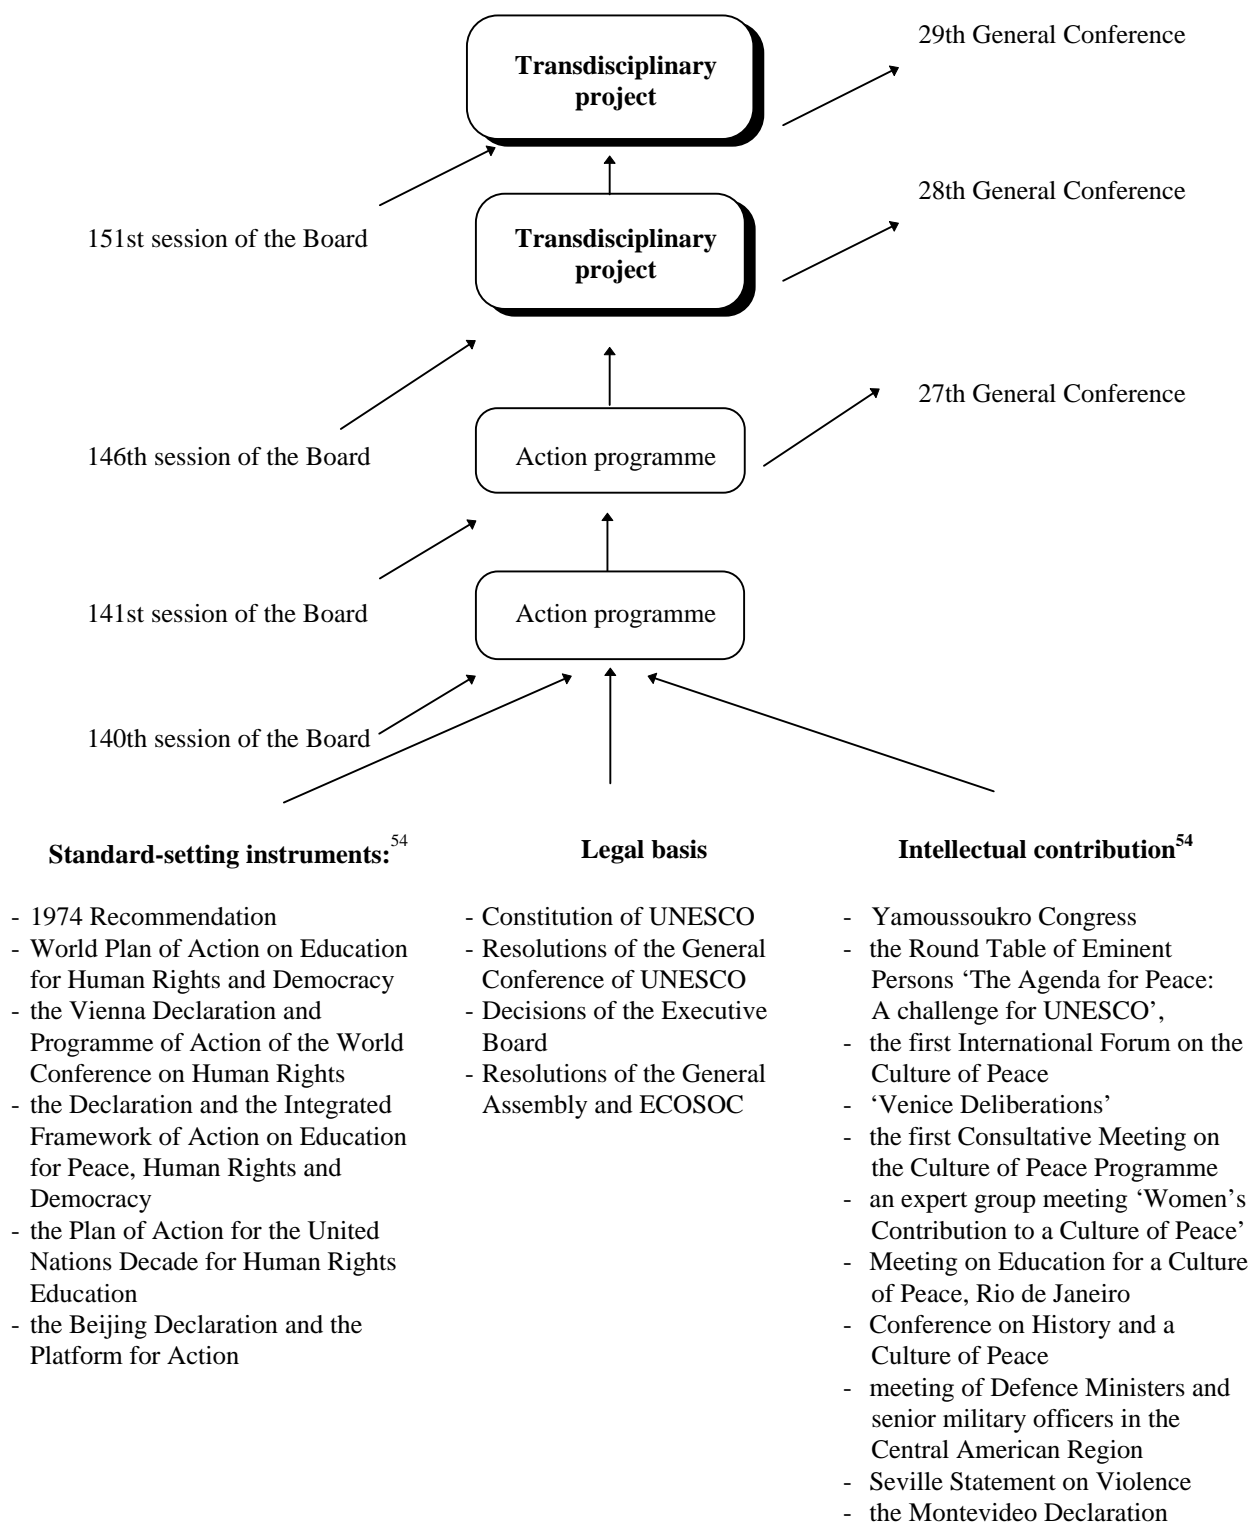 29th General Conference
Transdisciplinary
project
28th General Conference
151st session of the Board
Transdisciplinary
project
27th General Conference
146th session of the Board
Action programme
141st session of the Board
Action programme
140th session of the Board
Standard-setting instruments:54
- 1974 Recommendation
- World Plan of Action on Education
for Human Rights and Democracy
- the Vienna Declaration and
Programme of Action of the World
Conference on Human Rights
- the Declaration and the Integrated
Framework of Action on Education
for Peace, Human Rights and
Democracy
- the Plan of Action for the United
Nations Decade for Human Rights
Education
- the Beijing Declaration and the
Platform for Action
Legal basis
- Constitution of UNESCO
- Resolutions of the General
Conference of UNESCO
- Decisions of the Executive
Board
- Resolutions of the General
Assembly and ECOSOC
Intellectual contribution54
- Yamoussoukro Congress
- the Round Table of Eminent
Persons ‘The Agenda for Peace:
A challenge for UNESCO’,
- the first International Forum on the
Culture of Peace
- ‘Venice Deliberations’
- the first Consultative Meeting on
the Culture of Peace Programme
- an expert group meeting ‘Women’s
Contribution to a Culture of Peace’
- Meeting on Education for a Culture
of Peace, Rio de Janeiro
- Conference on History and a
Culture of Peace
- meeting of Defence Ministers and
senior military officers in the
Central American Region
- Seville Statement on Violence
- the Montevideo Declaration